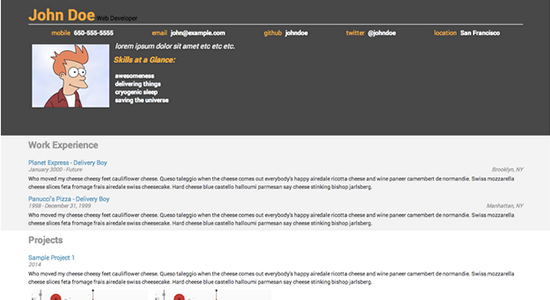 John Doe Web Developer
mobile 650-555-5555 email john@example.com github johndoe twitter @johndoe location San Francisco
lorem ipsum dolor sit amet etc etc etc.
Skills at a Glance:
awesomeness
delivering things
cryogenic sleep
saving the universe
Work Experience
Planet Express - Delivery Boy
January 3000 - Future Brooklyn, NY
Who moved my cheese cheesy feet cauliflower cheese. Queso taleggio when the cheese comes out everybody's happy airedale ricotta cheese and wine paneer camembert de normandie. Swiss mozzarella
cheese slices feta fromage frais airedale swiss cheesecake. Hard cheese blue castello halloumi parmesan say cheese stinking bishop jarlsberg.
Panucci's Pizza - Delivery Boy
1998 - December 31, 1999 Manhattan, NY
Who moved my cheese cheesy feet cauliflower cheese. Queso taleggio when the cheese comes out everybody's happy airedale ricotta cheese and wine paneer camembert de normandie. Swiss mozzarella
cheese slices feta fromage frais airedale swiss cheesecake. Hard cheese blue castello halloumi parmesan say cheese stinking bishop jarlsberg.
Projects
Sample Project 1
2014
Who moved my cheese cheesy feet cauliflower cheese. Queso taleggio when the cheese comes out everybody's happy airedale ricotta cheese and wine paneer camembert de normandie. Swiss mozzarella
cheese slices feta fromage frais airedale swiss cheesecake. Hard cheese blue castello halloumi parmesan say cheese stinking bishop jarlsberg.